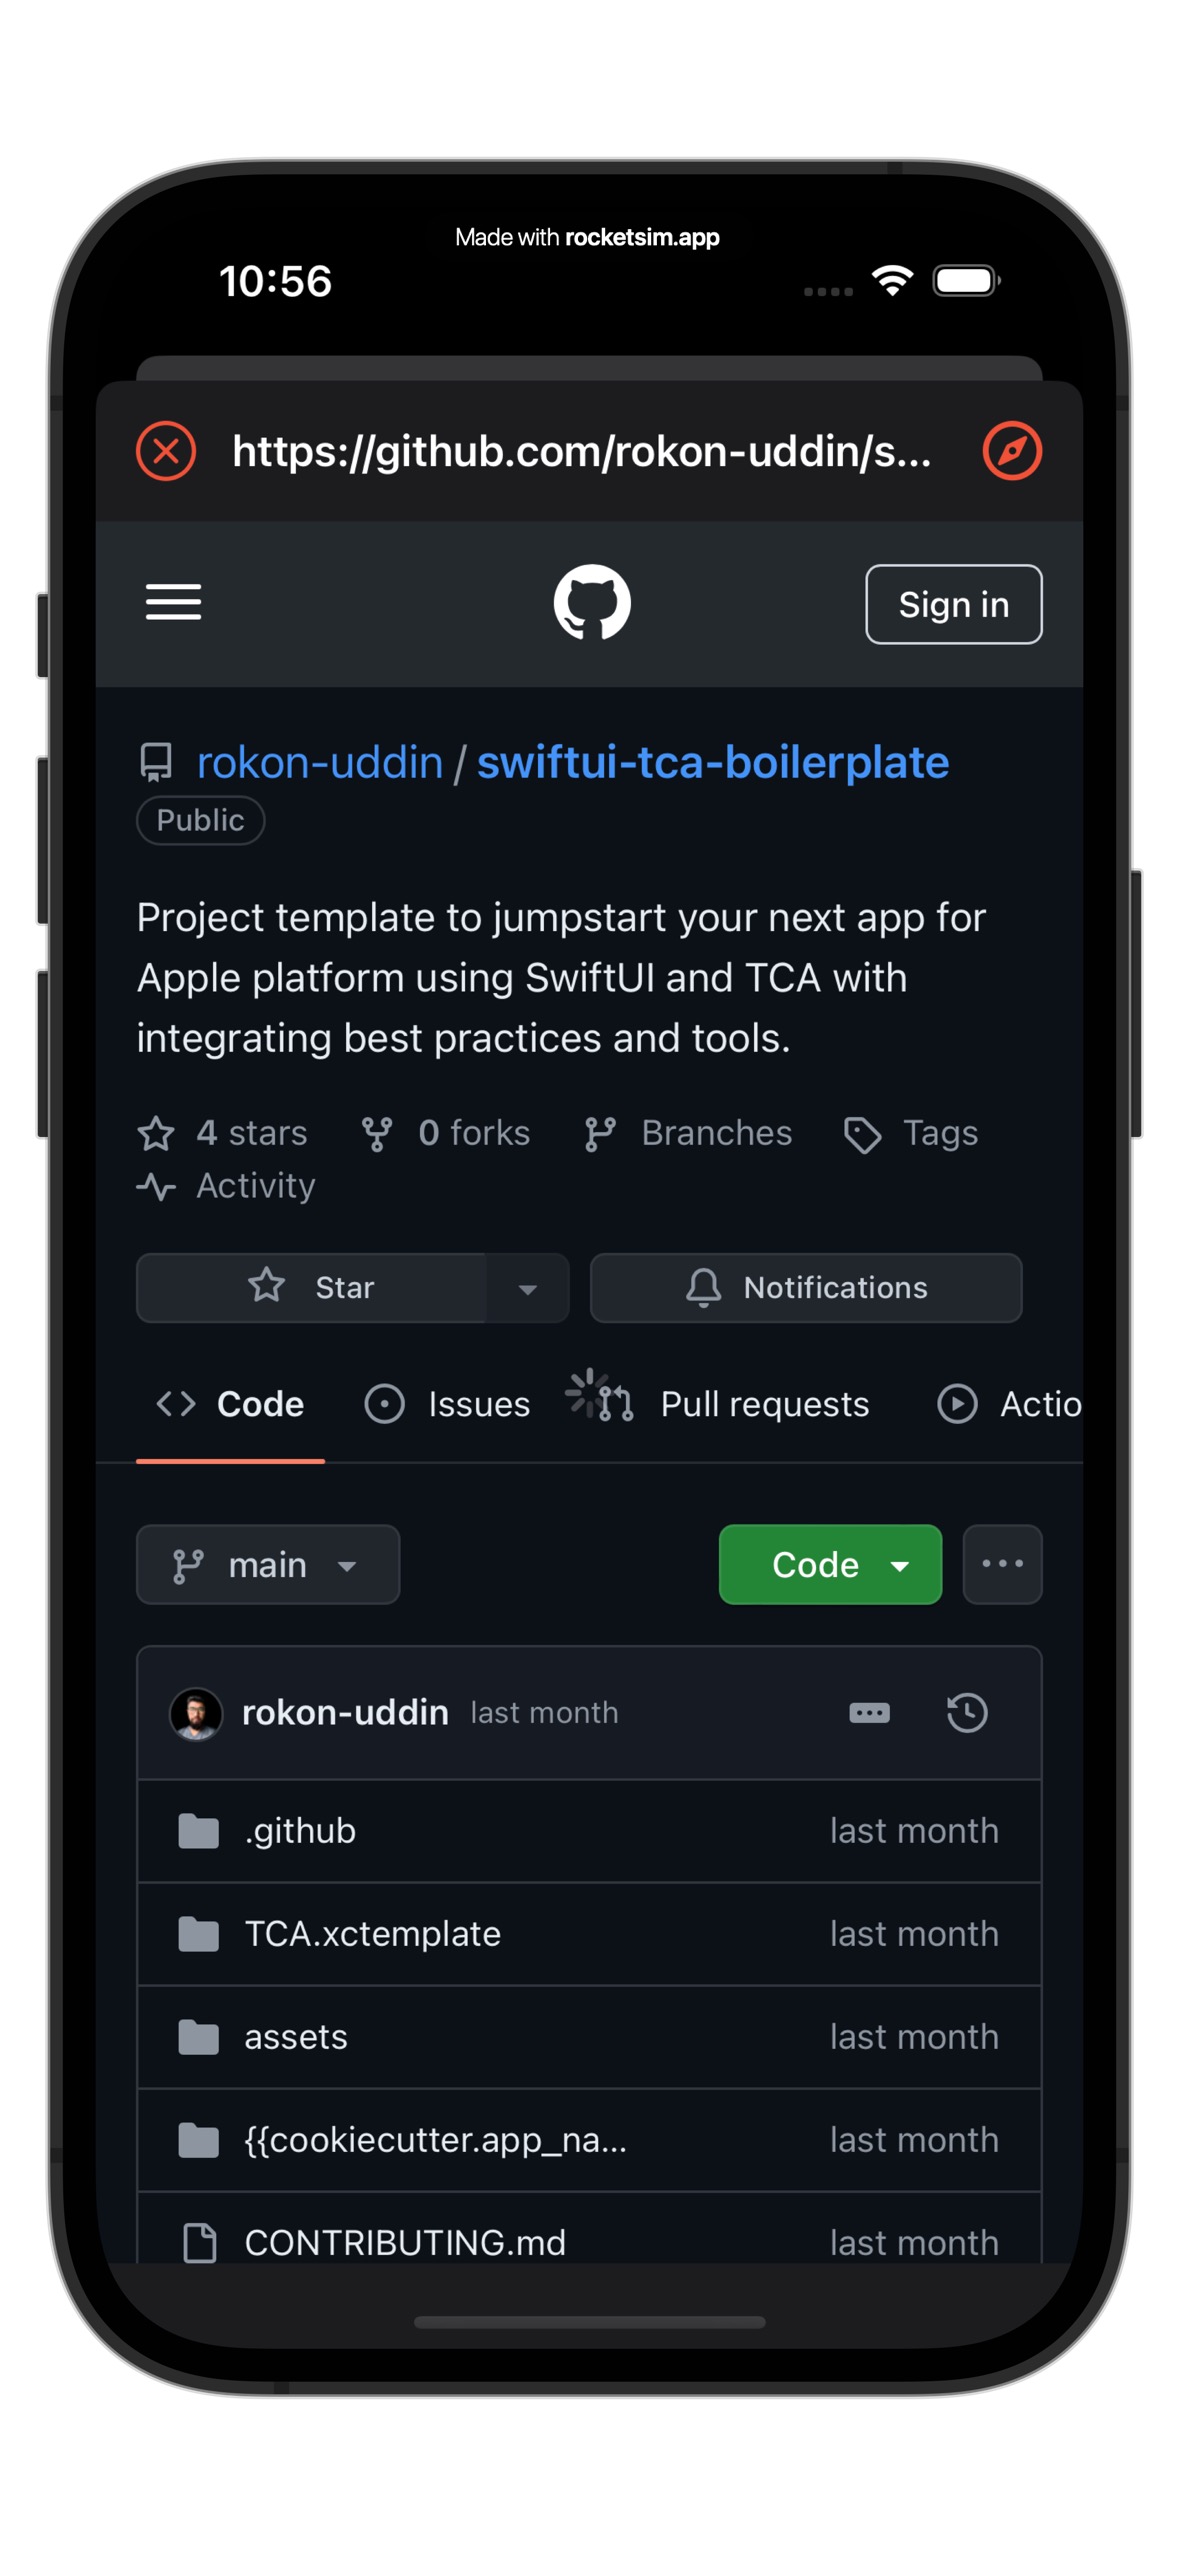 Made with rocketsim.app
10:56
https://github.com/rokon-uddin/s...
Sign in
rokon-uddin / swiftui-tca-boilerplate
Public
Project template to jumpstart your next app for
Apple platform using SwiftUI and TCA with
integrating best practices and tools.
4 stars 0 forks Branches Tags
Activity
Star Notifications
Code Issues Pull requests Actio
main Code
rokon-uddin last month
.github last month
TCA.xctemplate last month
assets last month
{{cookiecutter.app_na... last month
CONTRIBUTING.md last month